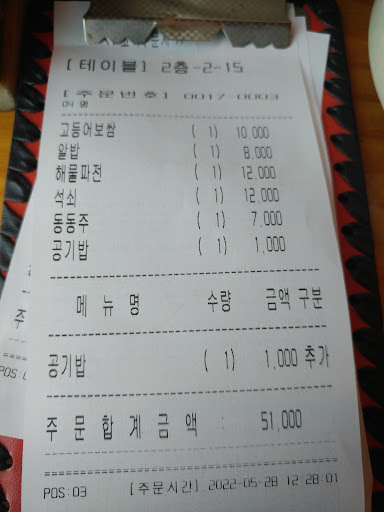 [ 테이블] 2층-2-15
[ 주문번호] 0017-0003
고등어보쌈 ( 1) 10,000
알밥 ( 1) 8,000
해물파전 ( 1) 12,000
석쇠 ( 1) 12,000
동동주 ( 1) 7,000
공기밥 ( 1) 1,000
메 뉴 명 수량 금액 구분
공기밥 ( 1) 1,000 추가
주 문 합 계 금 액 : 51,000
POS:03 [주문시간] 2022-05-28 12:28:01
주
POS: